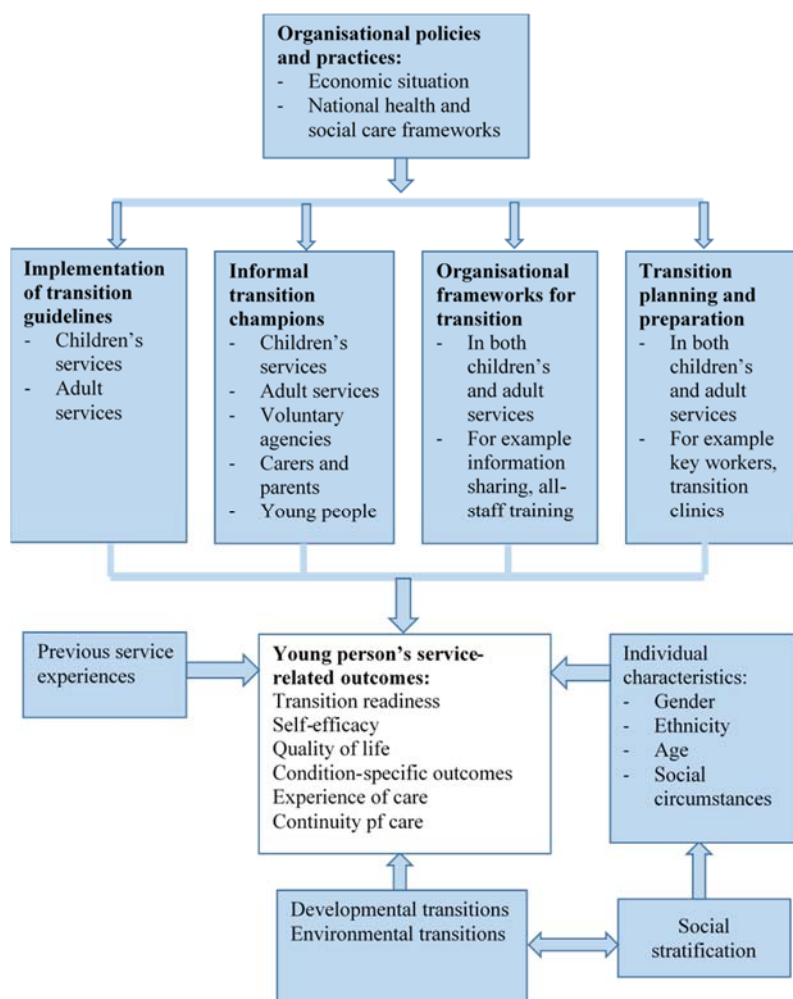 Organisational policies
and practices:
- Economic situation
- National health and
social care frameworks
Implementation
of transition
guidelines
- Children's
services
- Adult
services
Informal
transition
champions
- Children's
services
- Adult services
- Voluntary
agencies
- Carers and
parents
- Young people
Organisational
frameworks for
transition
- In both
children's
and adult
services
- For example
information
sharing, all-
staff training
Transition
planning and
preparation
- In both
children's
and adult
services
- For example
key workers,
transition
clinics
Previous service
experiences
Young person's service-
related outcomes:
Transition readiness
Self-efficacy
Quality of life
Condition-specific outcomes
Experience of care
Continuity pf care
Individual
characteristics:
- Gender
- Ethnicity
- Age
- Social
circumstances
Developmental transitions
Environmental transitions
Social
stratification